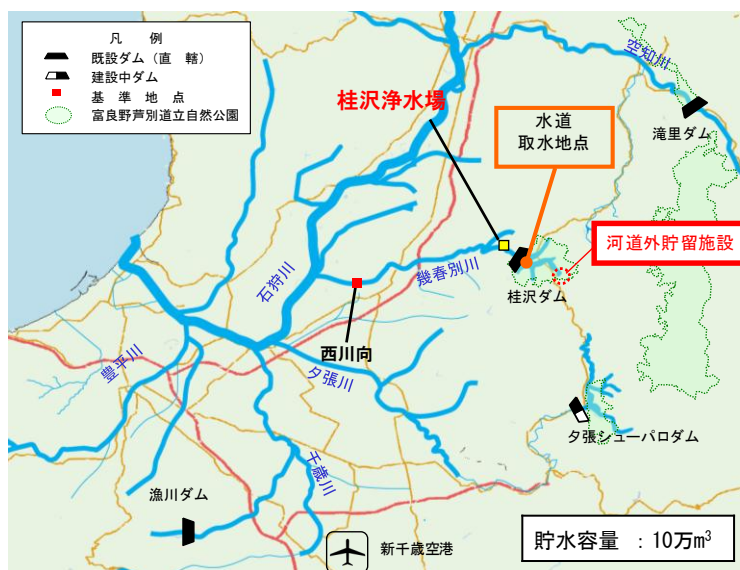 凡 例
既設ダム（直 轄）
建設中ダム
基 準 地 点
富良野芦別道立自然公園
空知川
桂沢浄水場
水道
取水地点
滝里ダム
河道外貯留施設
石狩川
幾春別川
桂沢ダム
西川向
豊平川
夕張川
夕張シューパロダム
千歳川
漁川ダム
新千歳空港
貯水容量 ：10万m³